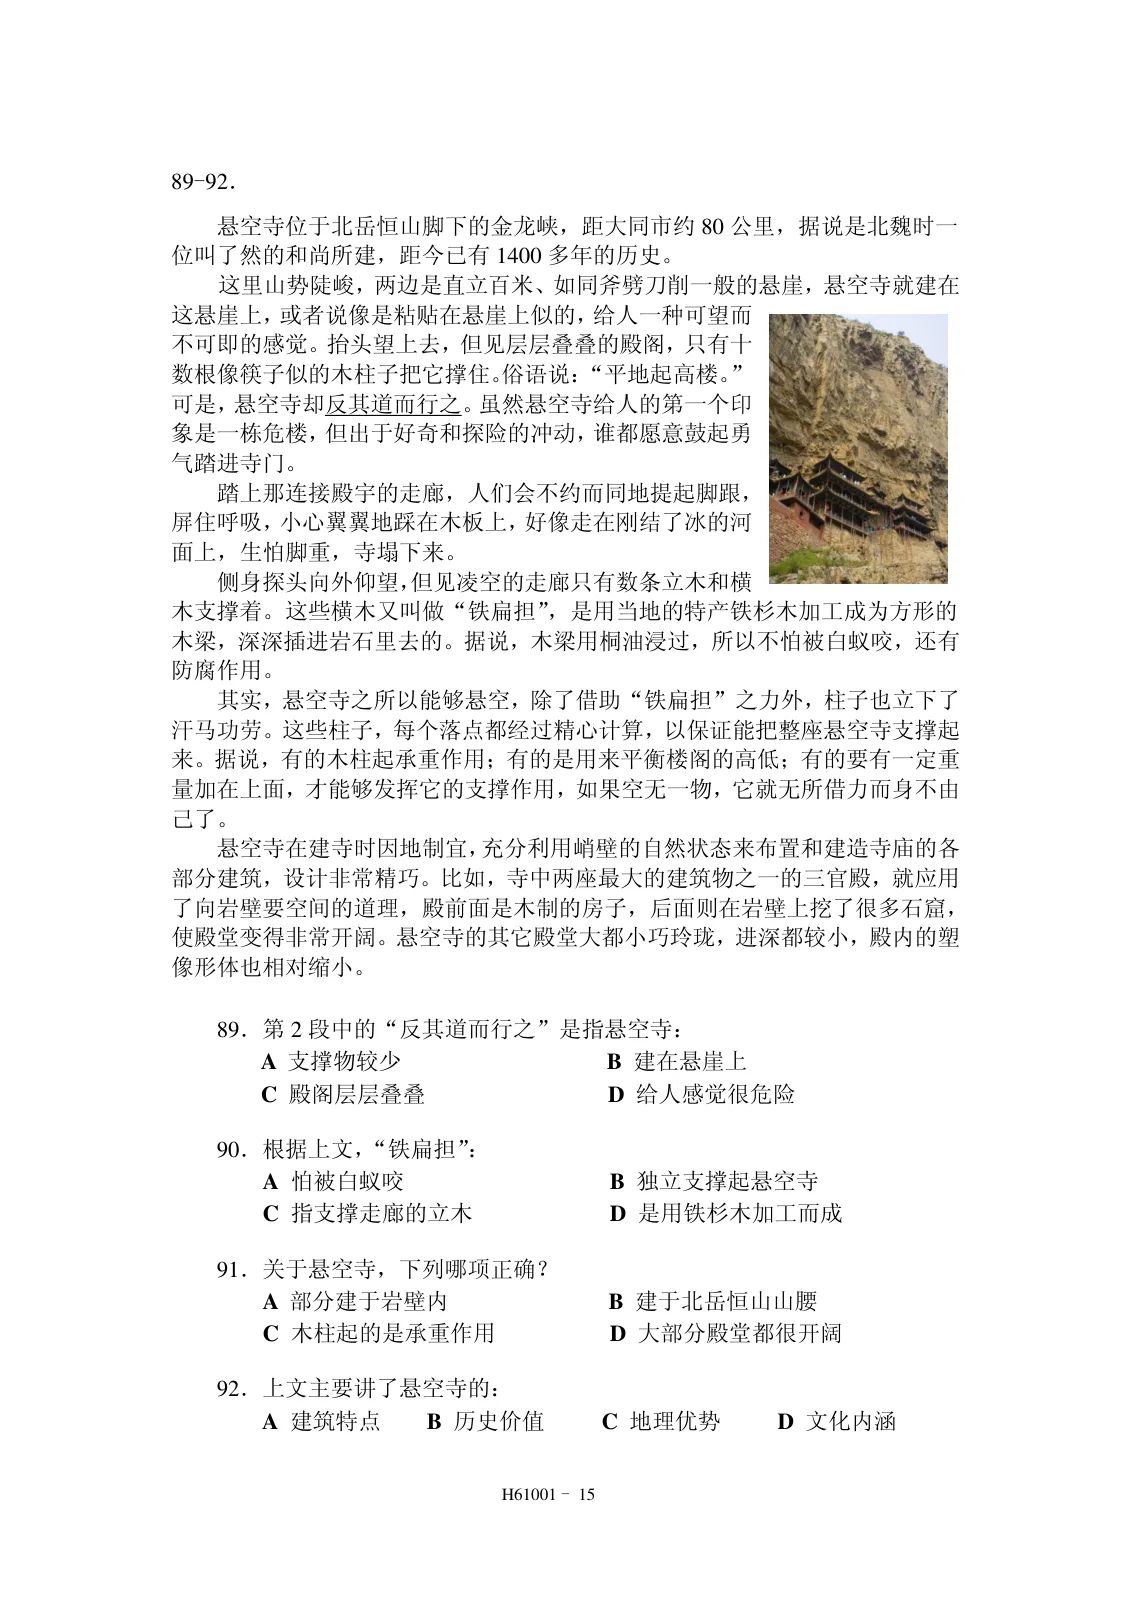 89-92.
悬空寺位于北岳恒山脚下的金龙峡，距大同市约 80 公里，据说是北魏时一
位叫了然的和尚所建，距今已有 1400 多年的历史。
这里山势陡峻，两边是直立百米、如同斧劈刀削一般的悬崖，悬空寺就建在
这悬崖上，或者说像是粘贴在悬崖上似的，给人一种可望而
不可即的感觉。抬头望上去，但见层层叠叠的殿阁，只有十
数根像筷子似的木柱子把它撑住。俗语说：“平地起高楼。”
可是，悬空寺却反其道而行之。虽然悬空寺给人的第一个印
象是一栋危楼，但出于好奇和探险的冲动，谁都愿意鼓起勇
气踏进寺门。
踏上那连接殿宇的走廊，人们会不约而同地提起脚跟，
屏住呼吸，小心翼翼地踩在木板上，好像走在刚结了冰的河
面上，生怕脚重，寺塌下来。
侧身探头向外仰望，但见凌空的走廊只有数条立木和横
木支撑着。这些横木又叫做“铁扁担”，是用当地的特产铁杉木加工成为方形的
木梁，深深插进岩石里去的。据说，木梁用桐油浸过，所以不怕被白蚁咬，还有
防腐作用。
其实，悬空寺之所以能够悬空，除了借助“铁扁担”之力外，柱子也立下了
汗马功劳。这些柱子，每个落点都经过精心计算，以保证能把整座悬空寺支撑起
来。据说，有的木柱起承重作用；有的是用来平衡楼阁的高低；有的要有一定重
量加在上面，才能够发挥它的支撑作用，如果空无一物，它就无所借力而身不由
己了。
悬空寺在建寺时因地制宜，充分利用峭壁的自然状态来布置和建造寺庙的各
部分建筑，设计非常精巧。比如，寺中两座最大的建筑物之一的三官殿，就应用
了向岩壁要空间的道理，殿前面是木制的房子，后面则在岩壁上挖了很多石窟，
使殿堂变得非常开阔。悬空寺的其它殿堂大都小巧玲珑，进深都较小，殿内的塑
像形体也相对缩小。
89．第 2 段中的“反其道而行之”是指悬空寺：
A 支撑物较少 B 建在悬崖上
C 殿阁层层叠叠 D 给人感觉很危险
90．根据上文，“铁扁担”：
A 怕被白蚁咬 B 独立支撑起悬空寺
C 指支撑走廊的立木 D 是用铁杉木加工而成
91．关于悬空寺，下列哪项正确？
A 部分建于岩壁内 B 建于北岳恒山山腰
C 木柱起的是承重作用 D 大部分殿堂都很开阔
92．上文主要讲了悬空寺的：
A 建筑特点 B 历史价值 C 地理优势 D 文化内涵
H61001 - 15